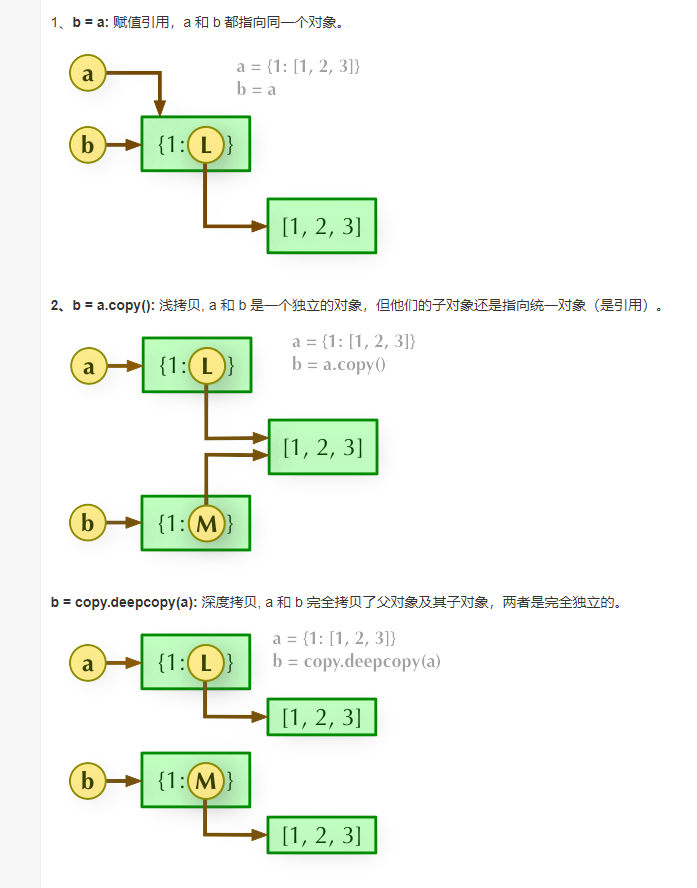 1、b = a: 赋值引用，a 和 b 都指向同一个对象。
a = {1: [1, 2, 3]}
b = a
a
b
{1: L }
[1, 2, 3]
2、b = a.copy(): 浅拷贝, a 和 b 是一个独立的对象，但他们的子对象还是指向统一对象（是引用）。
a = {1: [1, 2, 3]}
b = a.copy()
a
{1: L }
[1, 2, 3]
b
{1: M }
b = copy.deepcopy(a): 深度拷贝, a 和 b 完全拷贝了父对象及其子对象，两者是完全独立的。
a = {1: [1, 2, 3]}
b = copy.deepcopy(a)
a
{1: L }
[1, 2, 3]
b
{1: M }
[1, 2, 3]